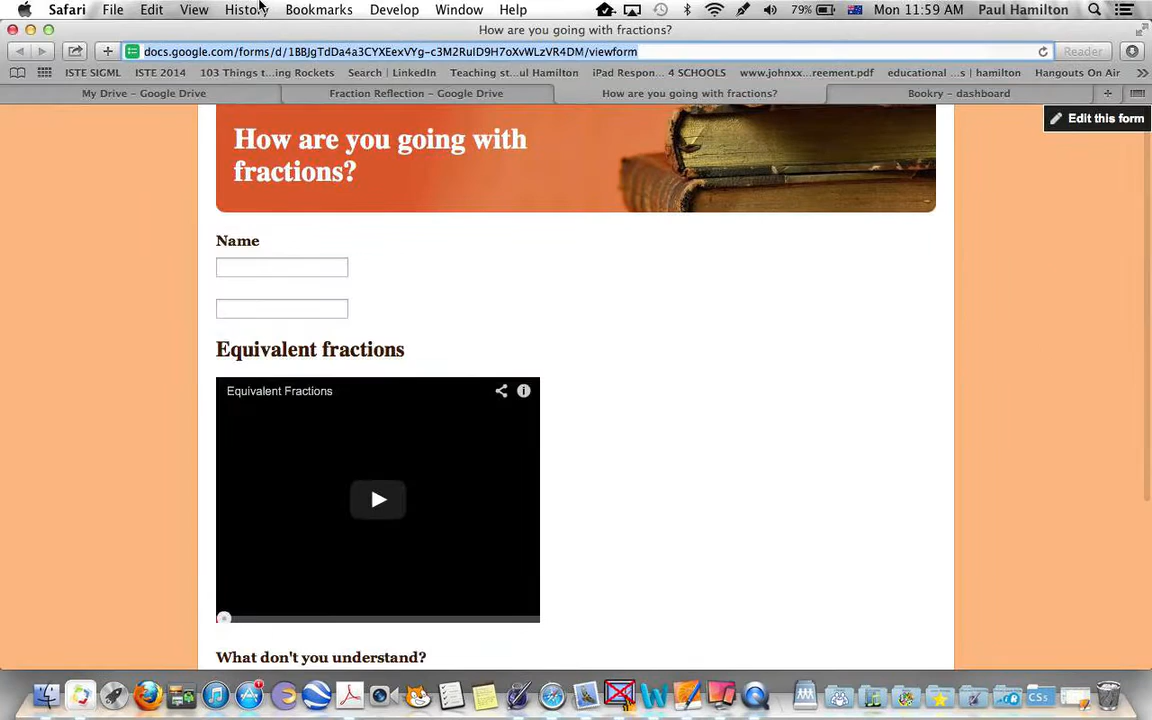 Safari File Edit View History Bookmarks Develop Window Help 79% Mon 11:59 AM Paul Hamilton
How are you going with fractions?
docs.google.com/forms/d/1BBJgTdDa4a3CYXEexVYg-c3M2RulD9H7oXvWLzVR4DM/viewform Reader
ISTE SIGML ISTE 2014 103 Things t...ing Rockets Search | LinkedIn Teaching st...ul Hamilton iPad Respon... 4 SCHOOLS www.johnxx...reement.pdf educational ...s | hamilton Hangouts On Air
My Drive – Google Drive Fraction Reflection – Google Drive How are you going with fractions? Bookry – dashboard
Edit this form
How are you going with
fractions?
Name
Equivalent fractions
Equivalent Fractions
What don't you understand?
CSs